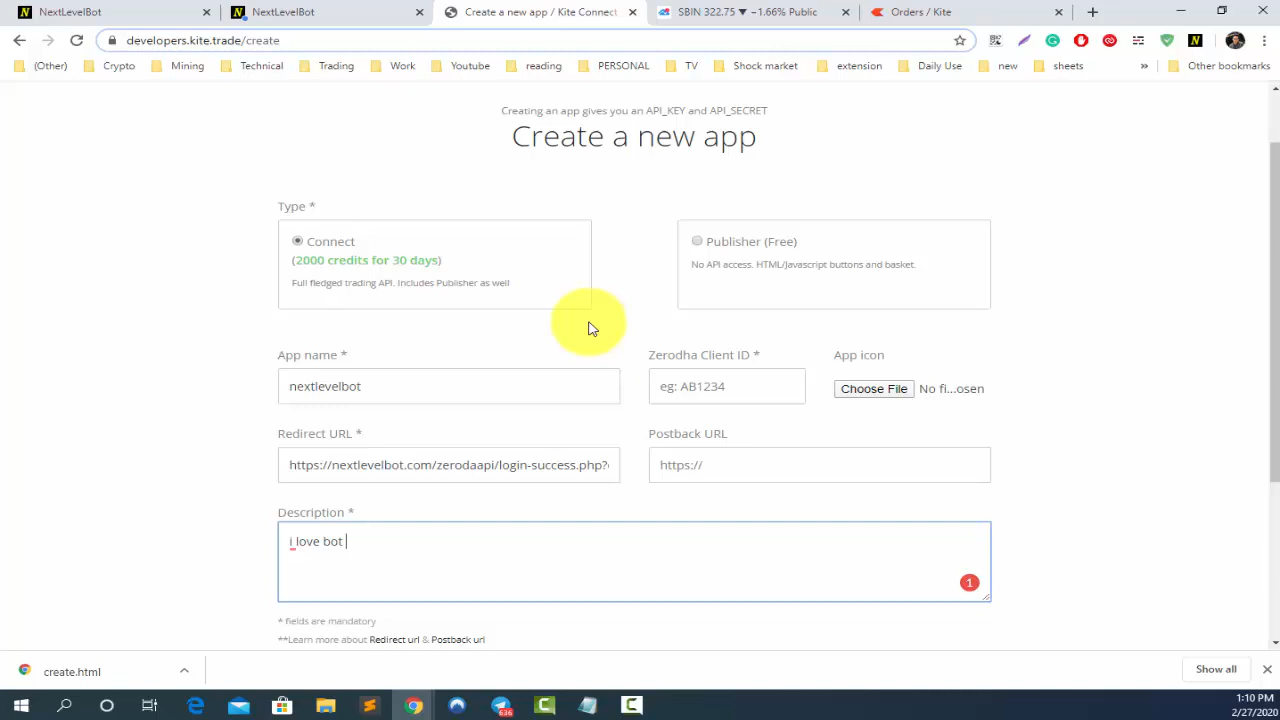 NextLevelBot
NextLevelBot
Create a new app / Kite Connect
SBIN 322.75 ▼ −1.66% Public
Orders / Kite
developers.kite.trade/create
(Other)
Crypto
Mining
Technical
Trading
Work
Youtube
reading
PERSONAL
TV
Shock market
extension
Daily Use
new
sheets
»
Other bookmarks
Creating an app gives you an API_KEY and API_SECRET
Create a new app
Type *
Connect
(2000 credits for 30 days)
Full fledged trading API. Includes Publisher as well
Publisher (Free)
No API access. HTML/Javascript buttons and basket.
App name *
Zerodha Client ID *
App icon
nextlevelbot
eg: AB1234
Choose File No fi...osen
Redirect URL *
Postback URL
https://nextlevelbot.com/zerodaapi/login-success.php?
https://
Description *
i love bot
1
* fields are mandatory
**Learn more about Redirect url & Postback url
create.html
Show all
636
1:10 PM
2/27/2020